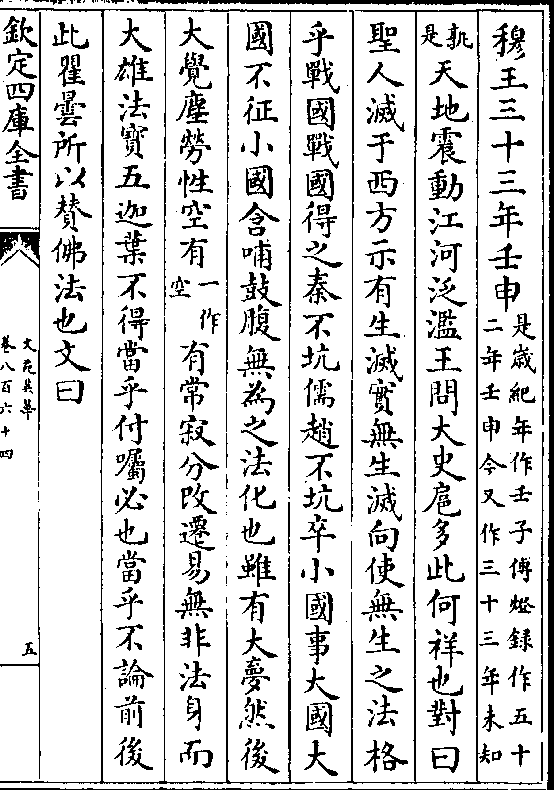 穆王三十三年壬申是歲紀年作壬子傳燈録作五十二年壬申今又作三十三年未知
孰是天地震動江河泛濫王問大史扈多此何祥也對曰
聖人滅于西方示有生滅實無生滅向使無生之法格
乎戰國戰國得之秦不坑儒趙不坑卒小國事大國大
國不征小國含哺鼓腹無為之法化也雖有大夢然後
大覺塵勞性空有一作空有常寂分改遷易無非法身而
大雄法寶五迦葉不得當乎付囑必也當乎不論前後
此瞿曇所以賛佛法也文曰
欽定四庫全書
文苑英華
卷八百六十四
五